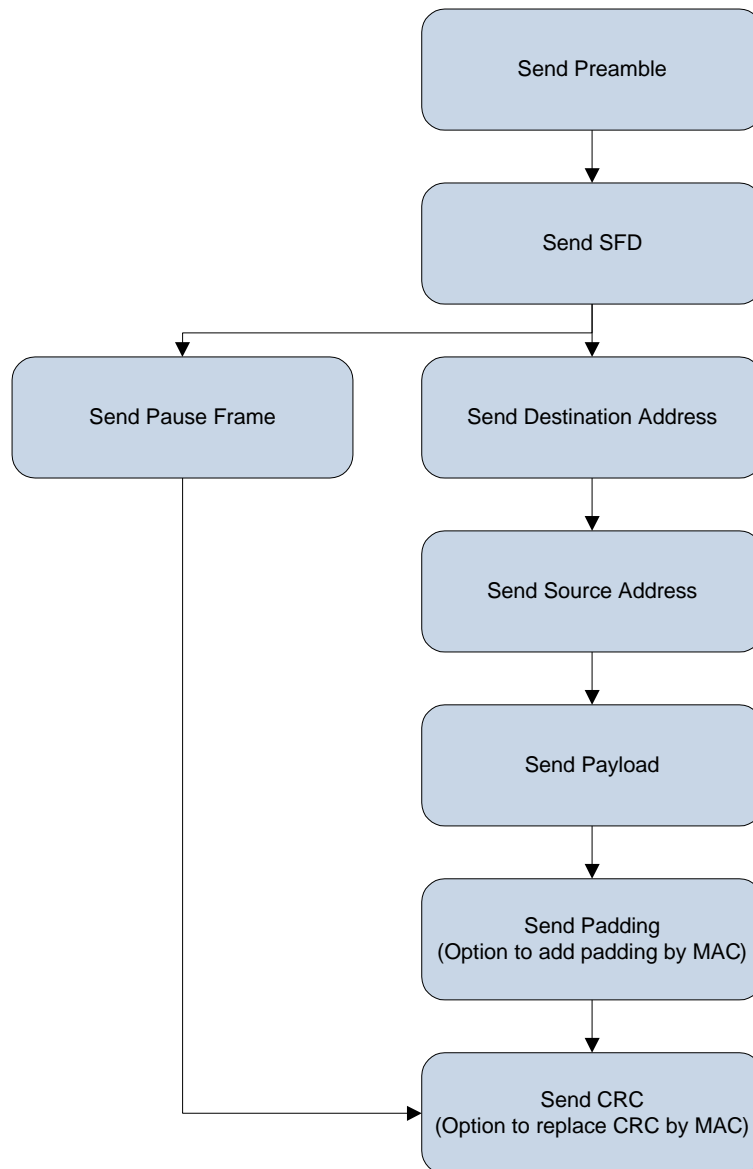 Send Preamble
Send SFD
Send Pause Frame
Send Destination Address
Send Source Address
Send Payload
Send Padding
(Option to add padding by MAC)
Send CRC
(Option to replace CRC by MAC)